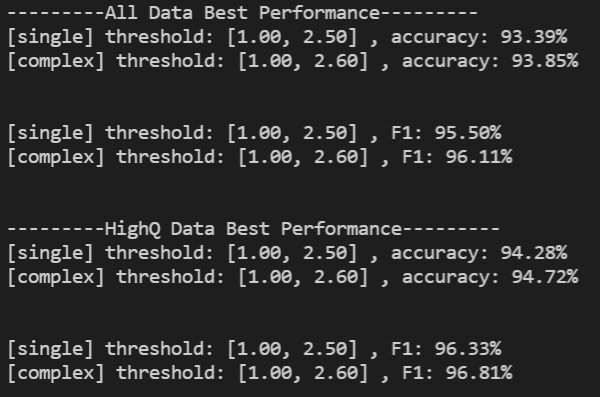 ---------All Data Best Performance---------
[single] threshold: [1.00, 2.50] , accuracy: 93.39%
[complex] threshold: [1.00, 2.60] , accuracy: 93.85%
[single] threshold: [1.00, 2.50] , F1: 95.50%
[complex] threshold: [1.00, 2.60] , F1: 96.11%
---------HighQ Data Best Performance---------
[single] threshold: [1.00, 2.50] , accuracy: 94.28%
[complex] threshold: [1.00, 2.60] , accuracy: 94.72%
[single] threshold: [1.00, 2.50] , F1: 96.33%
[complex] threshold: [1.00, 2.60] , F1: 96.81%